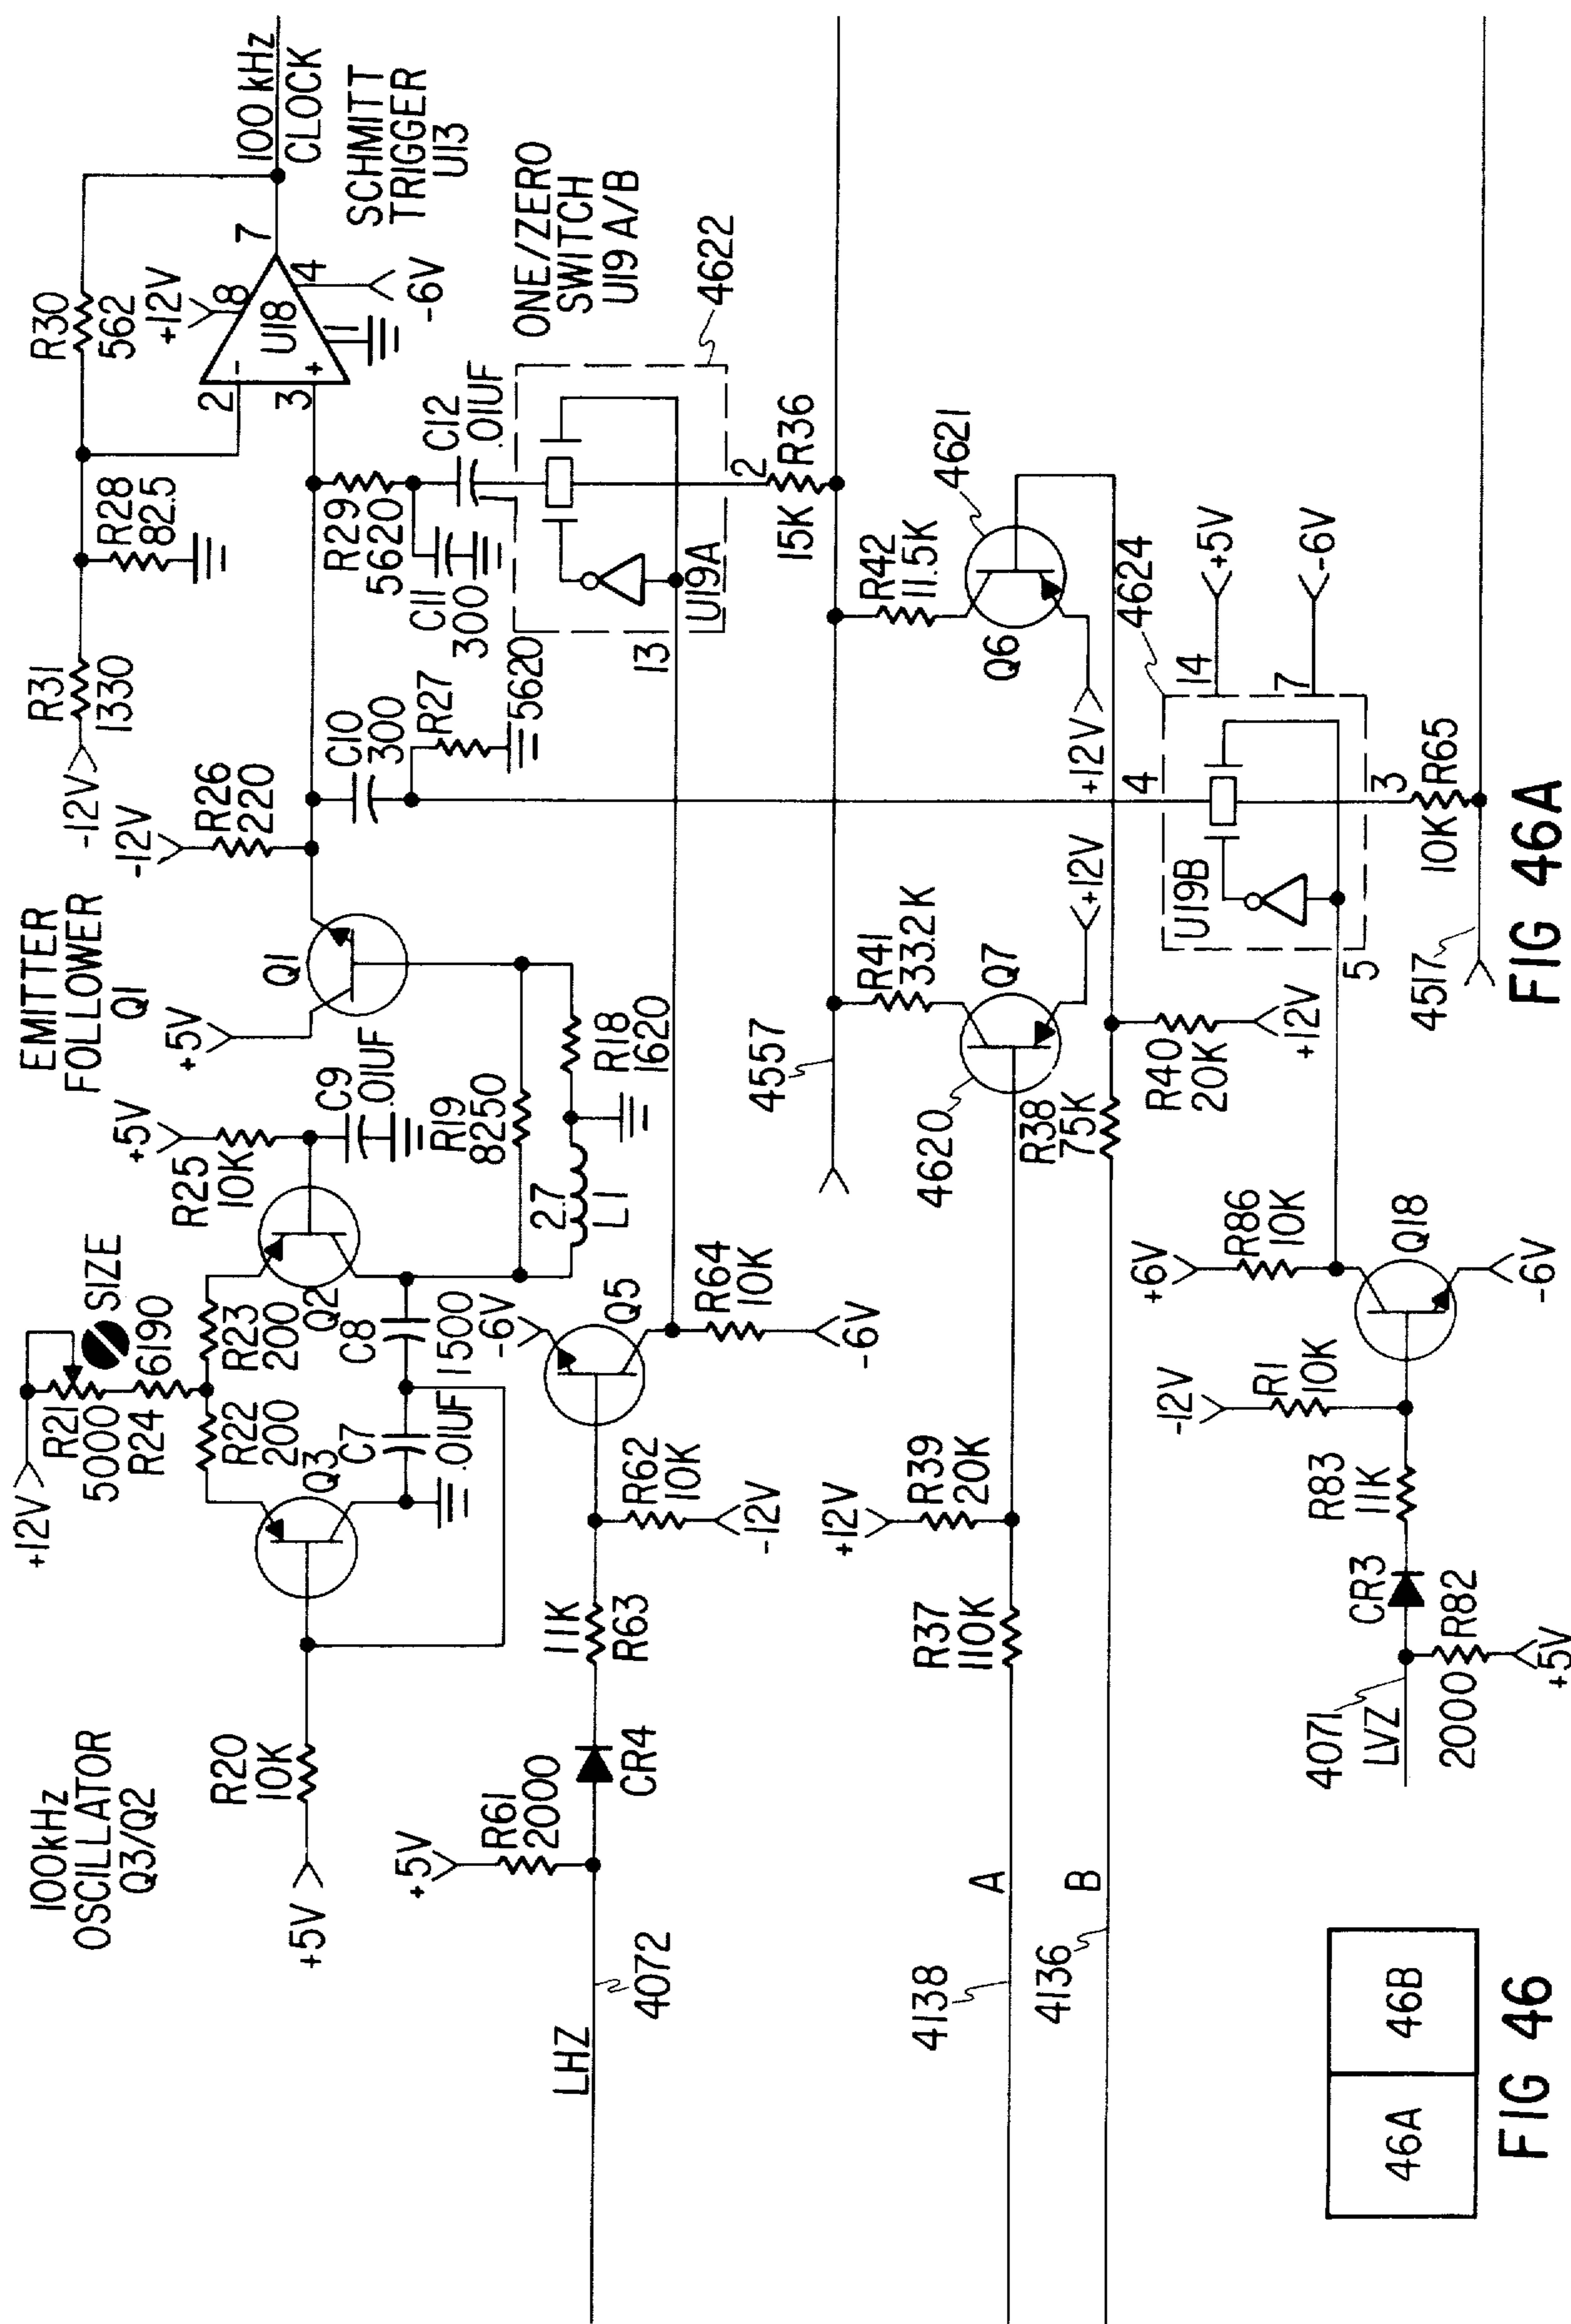 100kHz
OSCILLATOR
Q3/Q2
+12V
R21
5000
SIZE
R24
6190
R22
200
R23
200
Q3
Q2
R20
10K
+5V
C7
.01UF
C8
1500
+5V
R25
10K
C9
.01UF
R19
8250
2.7
L1
R18
1620
EMITTER
FOLLOWER
Q1
+5V
Q1
-12V
R26
220
-12V
R31
1330
R28
82.5
R30
562
+12V
8
2
-
3
+
U18
1
4
-6V
7
100 kHz
CLOCK
SCHMITT
TRIGGER
U13
C10
300
R27
5620
R29
5620
C11
300
C12
.01UF
ONE/ZERO
SWITCH
U19 A/B
4622
U19A
13
2
R36
15K
LHZ
4072
+5V
R61
2000
CR4
11K
R63
R62
10K
-12V
-6V
Q5
R64
10K
-6V
4557
R41
33.2K
Q7
+12V
4620
R42
11.5K
Q6
+12V
4621
4138
A
R37
110K
+12V
R39
20K
4136
B
R38
75K
R40
20K
+12V
4624
4
14
+5V
7
-6V
U19B
5
3
R65
10K
4517
4071
LVZ
2000
R82
+5V
CR3
R83
11K
-12V
R1
10K
+6V
R86
10K
Q18
-6V
46A
46B
FIG 46
FIG 46A